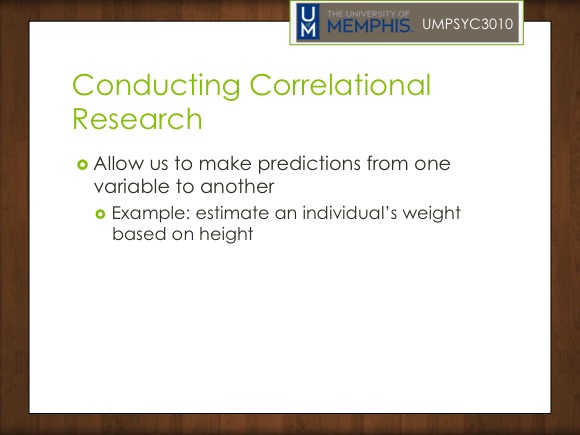 UM
THE UNIVERSITY OF
MEMPHIS.
UMPSYC3010
Conducting Correlational
Research
Allow us to make predictions from one
variable to another
Example: estimate an individual’s weight
based on height